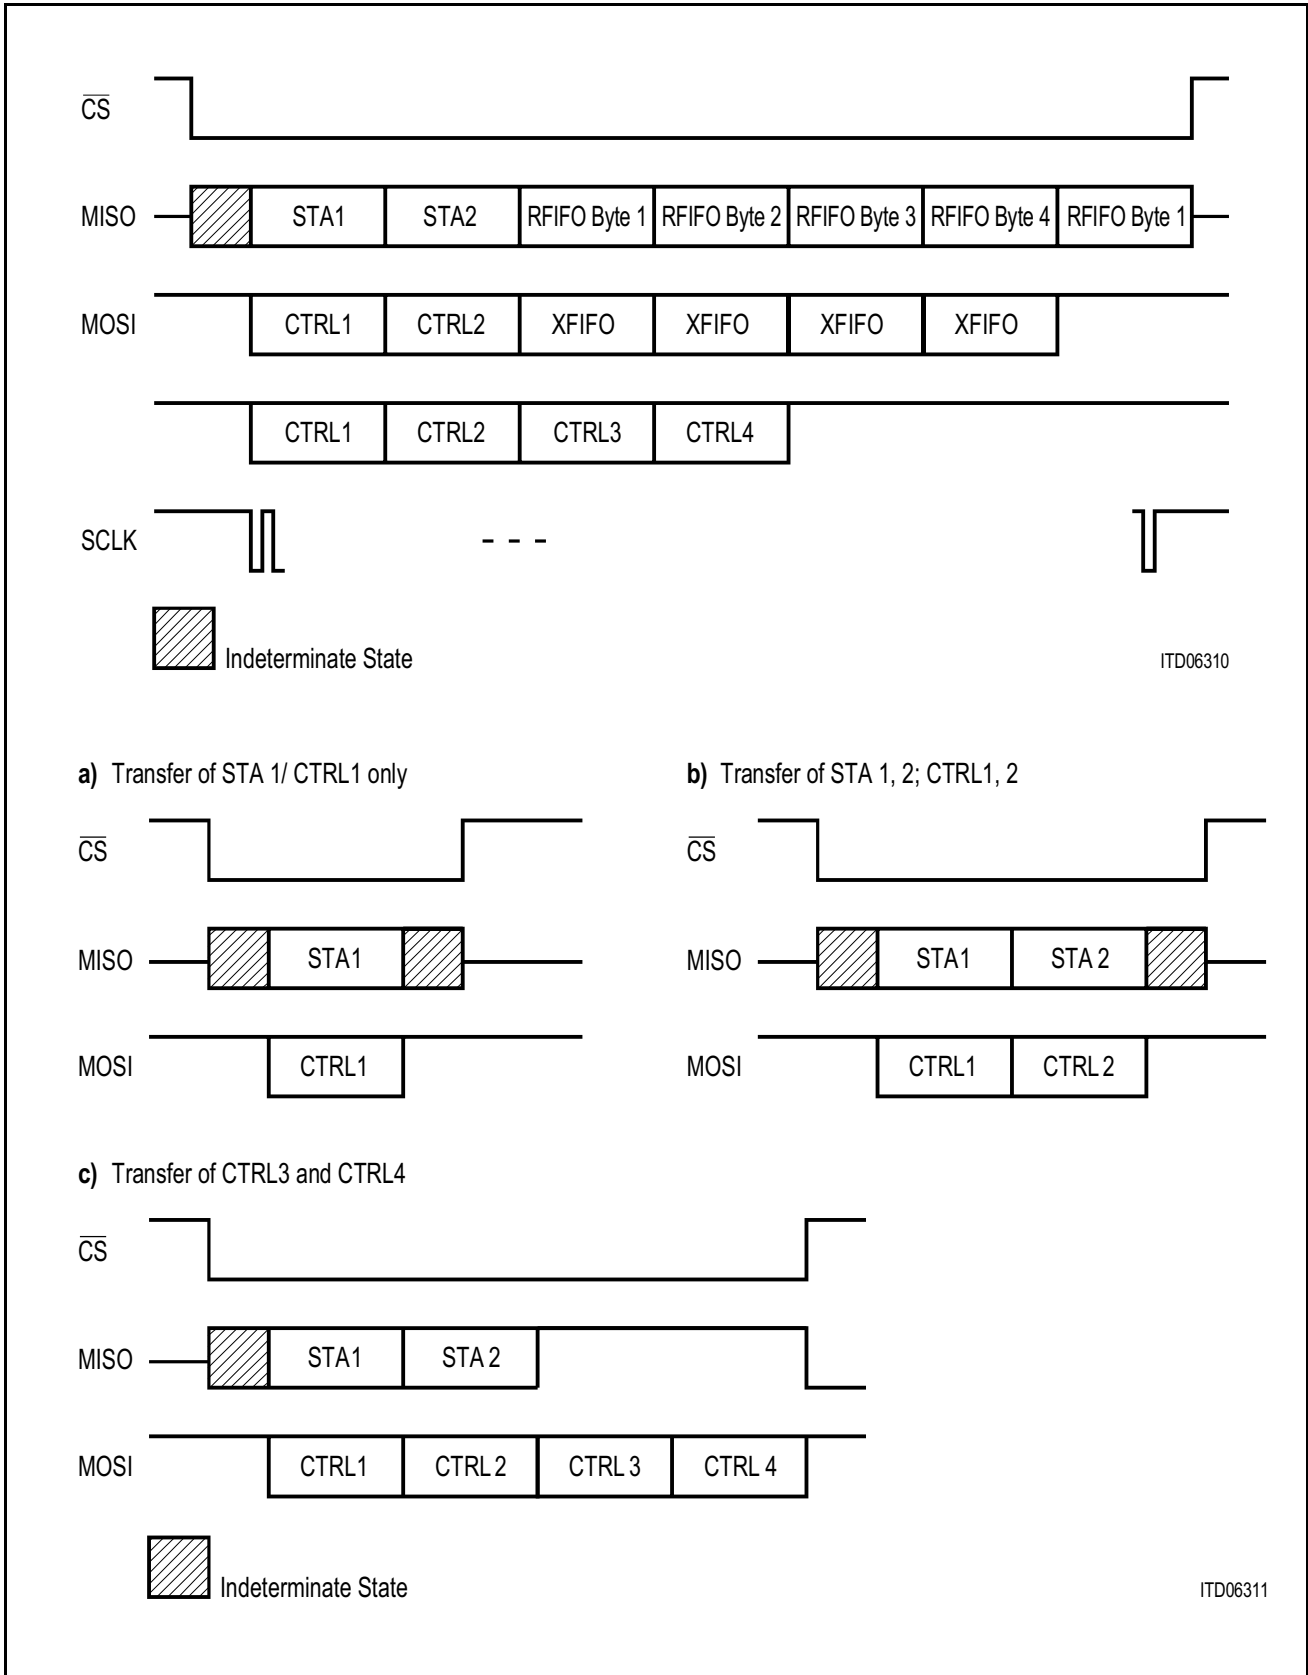 CS
MISO STA1 STA2 RFIFO Byte 1 RFIFO Byte 2 RFIFO Byte 3 RFIFO Byte 4 RFIFO Byte 1
MOSI CTRL1 CTRL2 XFIFO XFIFO XFIFO XFIFO
CTRL1 CTRL2 CTRL3 CTRL4
SCLK - - -
Indeterminate State ITD06310
a) Transfer of STA 1/ CTRL1 only
CS
MISO STA1
MOSI CTRL1
b) Transfer of STA 1, 2; CTRL1, 2
CS
MISO STA1 STA 2
MOSI CTRL1 CTRL 2
c) Transfer of CTRL3 and CTRL4
CS
MISO STA1 STA 2
MOSI CTRL1 CTRL 2 CTRL 3 CTRL 4
Indeterminate State ITD06311